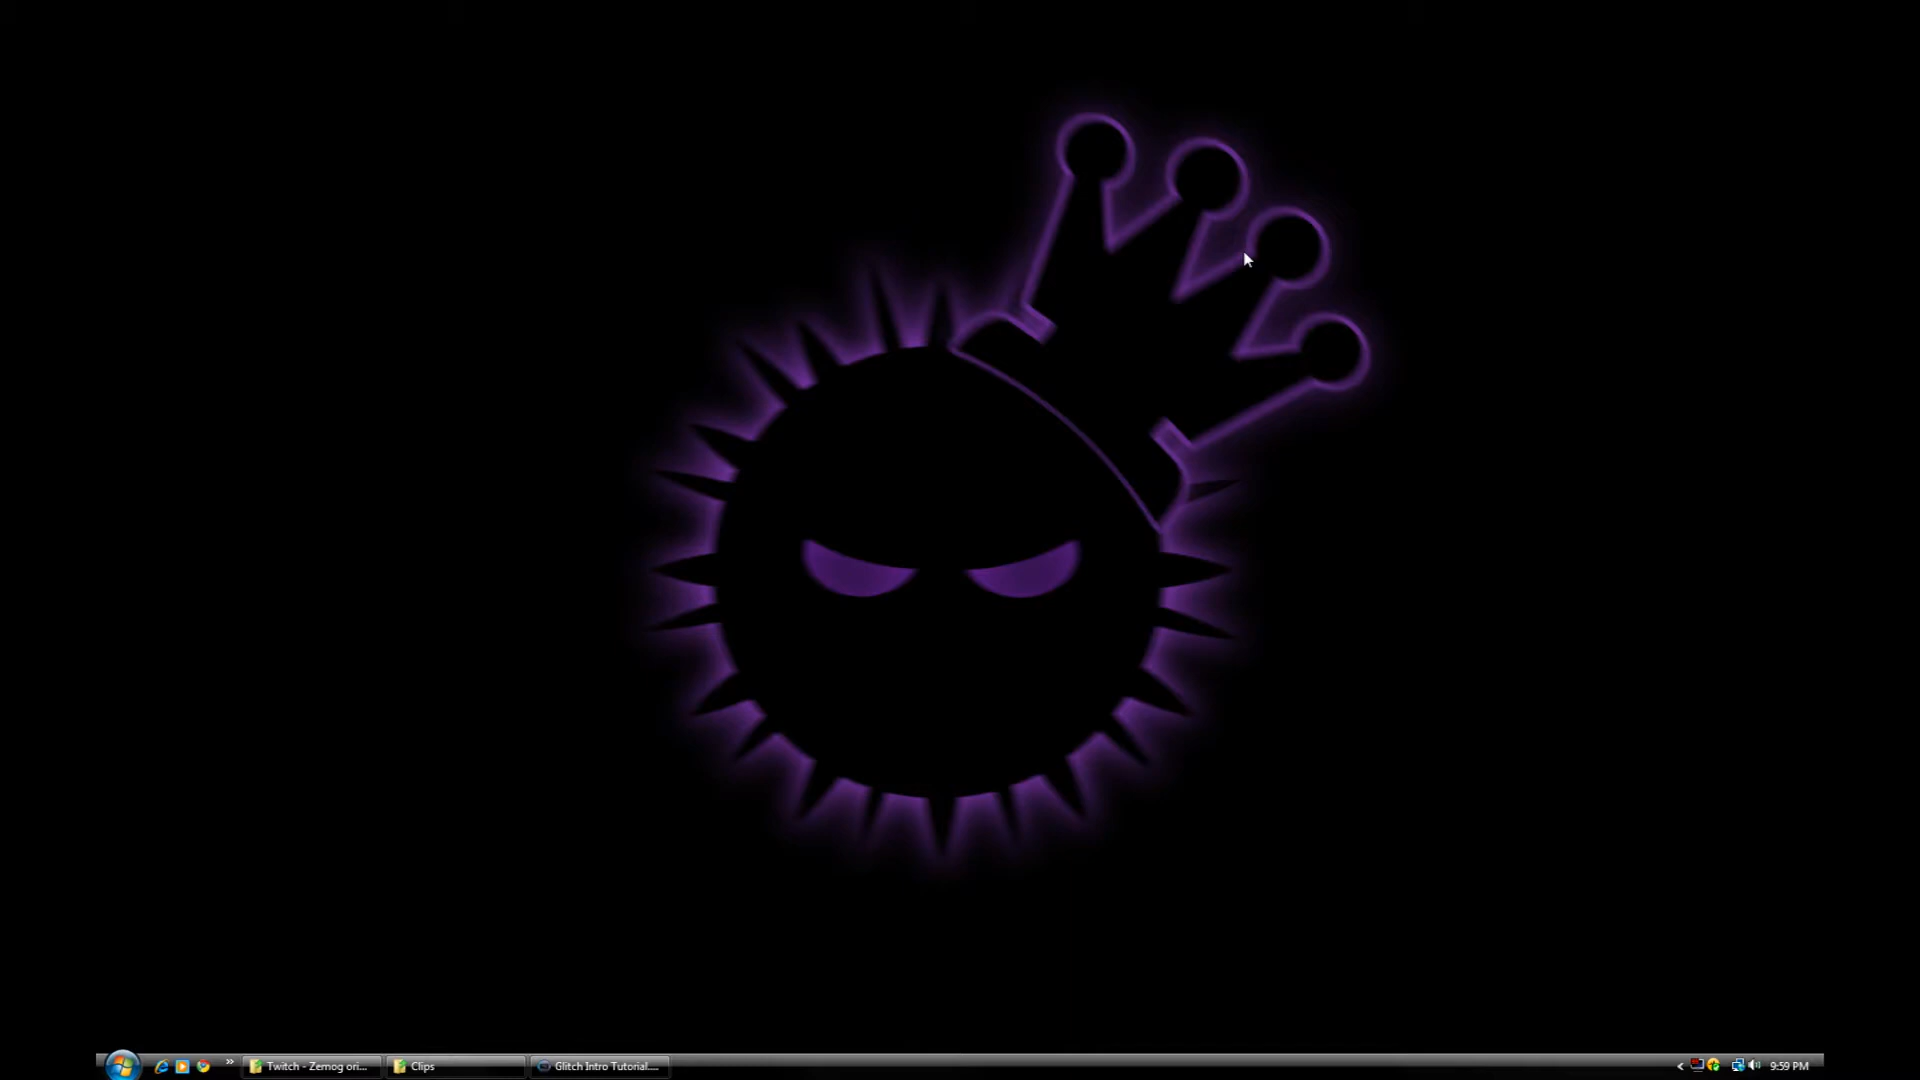 Twitch - Zemog ori...
Clips
Glitch Intro Tutorial....
9:59 PM